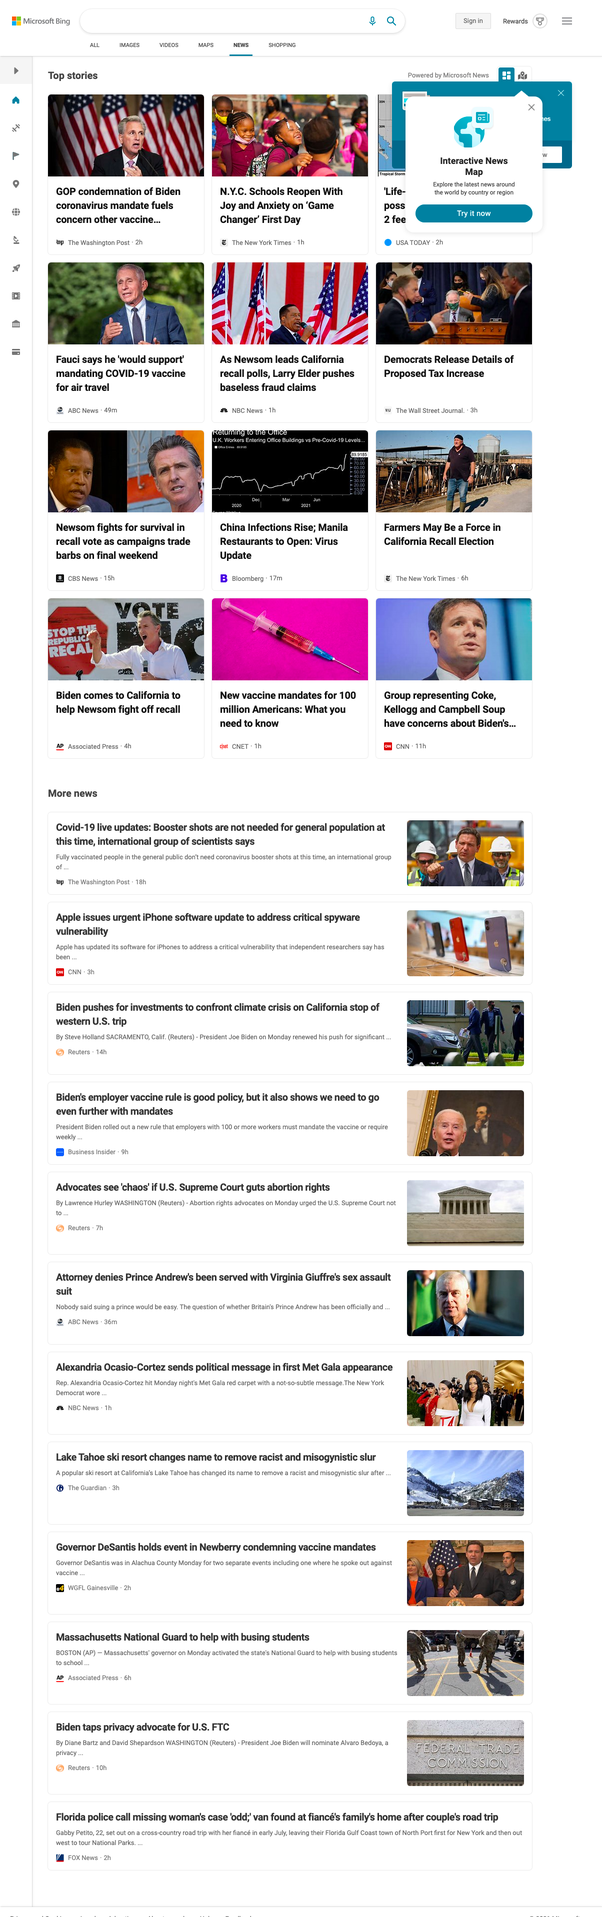 Microsoft Bing
Sign in
Rewards
ALL
IMAGES
VIDEOS
MAPS
NEWS
SHOPPING
Top stories
Powered by Microsoft News
Interactive News
Map
Explore the latest news around
the world by country or region
Try it now
GOP condemnation of Biden
coronavirus mandate fuels
concern other vaccine...
The Washington Post · 2h
N.Y.C. Schools Reopen With
Joy and Anxiety on 'Game
Changer' First Day
The New York Times · 1h
'Life-
poss
2 fee
USA TODAY · 2h
Fauci says he 'would support'
mandating COVID-19 vaccine
for air travel
ABC News · 49m
As Newsom leads California
recall polls, Larry Elder pushes
baseless fraud claims
NBC News · 1h
Democrats Release Details of
Proposed Tax Increase
The Wall Street Journal. · 3h
Returning to the Office
U.K. Workers Entering Office Buildings vs Pre-Covid-19 Levels...
Dec
Mar
Jun
2020
2021
Newsom fights for survival in
recall vote as campaigns trade
barbs on final weekend
CBS News · 15h
China Infections Rise; Manila
Restaurants to Open: Virus
Update
Bloomberg · 17m
Farmers May Be a Force in
California Recall Election
The New York Times · 6h
STOP THE
REPUBLICAN
RECALL
VOTE
Biden comes to California to
help Newsom fight off recall
Associated Press · 4h
New vaccine mandates for 100
million Americans: What you
need to know
CNET · 1h
Group representing Coke,
Kellogg and Campbell Soup
have concerns about Biden's...
CNN · 11h
More news
Covid-19 live updates: Booster shots are not needed for general population at
this time, international group of scientists says
Fully vaccinated people in the general public don't need coronavirus booster shots at this time, an international group
of ...
The Washington Post · 18h
Apple issues urgent iPhone software update to address critical spyware
vulnerability
Apple has updated its software for iPhones to address a critical vulnerability that independent researchers say has
been ...
CNN · 3h
Biden pushes for investments to confront climate crisis on California stop of
western U.S. trip
By Steve Holland SACRAMENTO, Calif. (Reuters) - President Joe Biden on Monday renewed his push for significant ...
Reuters · 14h
Biden's employer vaccine rule is good policy, but it also shows we need to go
even further with mandates
President Biden rolled out a new rule that employers with 100 or more workers must mandate the vaccine or require
weekly ...
Business Insider · 9h
Advocates see 'chaos' if U.S. Supreme Court guts abortion rights
By Lawrence Hurley WASHINGTON (Reuters) - Abortion rights advocates on Monday urged the U.S. Supreme Court not
to ...
Reuters · 7h
Attorney denies Prince Andrew's been served with Virginia Giuffre's sex assault
suit
Nobody said suing a prince would be easy. The question of whether Britain's Prince Andrew has been officially and ...
ABC News · 36m
Alexandria Ocasio-Cortez sends political message in first Met Gala appearance
Rep. Alexandria Ocasio-Cortez hit Monday night's Met Gala red carpet with a not-so-subtle message.The New York
Democrat wore ...
NBC News · 1h
Lake Tahoe ski resort changes name to remove racist and misogynistic slur
A popular ski resort at California's Lake Tahoe has changed its name to remove a racist and misogynistic slur after ...
The Guardian · 3h
Governor DeSantis holds event in Newberry condemning vaccine mandates
Governor DeSantis was in Alachua County Monday for two separate events including one where he spoke out against
vaccine ...
WGFL Gainesville · 2h
Massachusetts National Guard to help with busing students
BOSTON (AP) — Massachusetts' governor on Monday activated the state's National Guard to help with busing students
to school ...
Associated Press · 6h
Biden taps privacy advocate for U.S. FTC
By Diane Bartz and David Shepardson WASHINGTON (Reuters) - President Joe Biden will nominate Alvaro Bedoya, a
privacy ...
Reuters · 10h
FEDERAL TRADE
COMMISSION
Florida police call missing woman's case 'odd;' van found at fiancé's family's home after couple's road trip
Gabby Petito, 22, set out on a cross-country road trip with her fiancé in early July, leaving their Florida Gulf Coast town of North Port first for New York and then out
west to tour National Parks. ...
FOX News · 2h